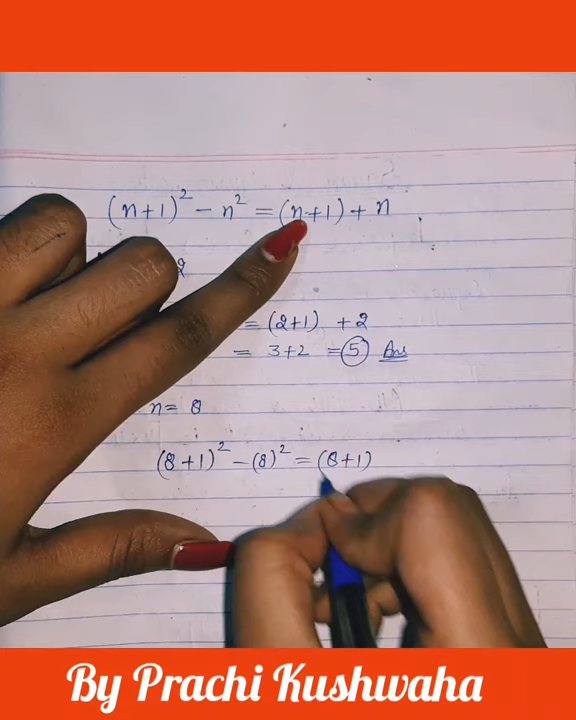 (n+1)² - n² = (n+1) + n
2
= (2+1) + 2
= 3+2 = 5 Ans
n = 8
(8+1)² - (8)² = (8+1)
By Prachi Kushwaha